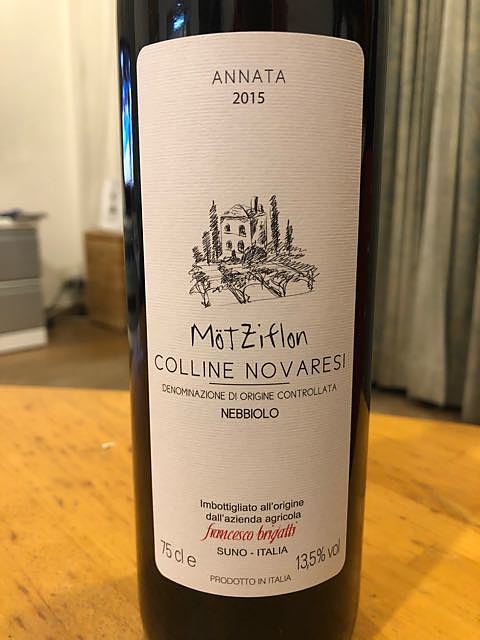 ANNATA
2015
MötZiflon
COLLINE NOVARESI
DENOMINAZIONE DI ORIGINE CONTROLLATA
NEBBIOLO
Imbottigliato all'origine
dall'azienda agricola
francesco brigatti
SUNO - ITALIA
75 cl e 13,5% vol
PRODOTTO IN ITALIA